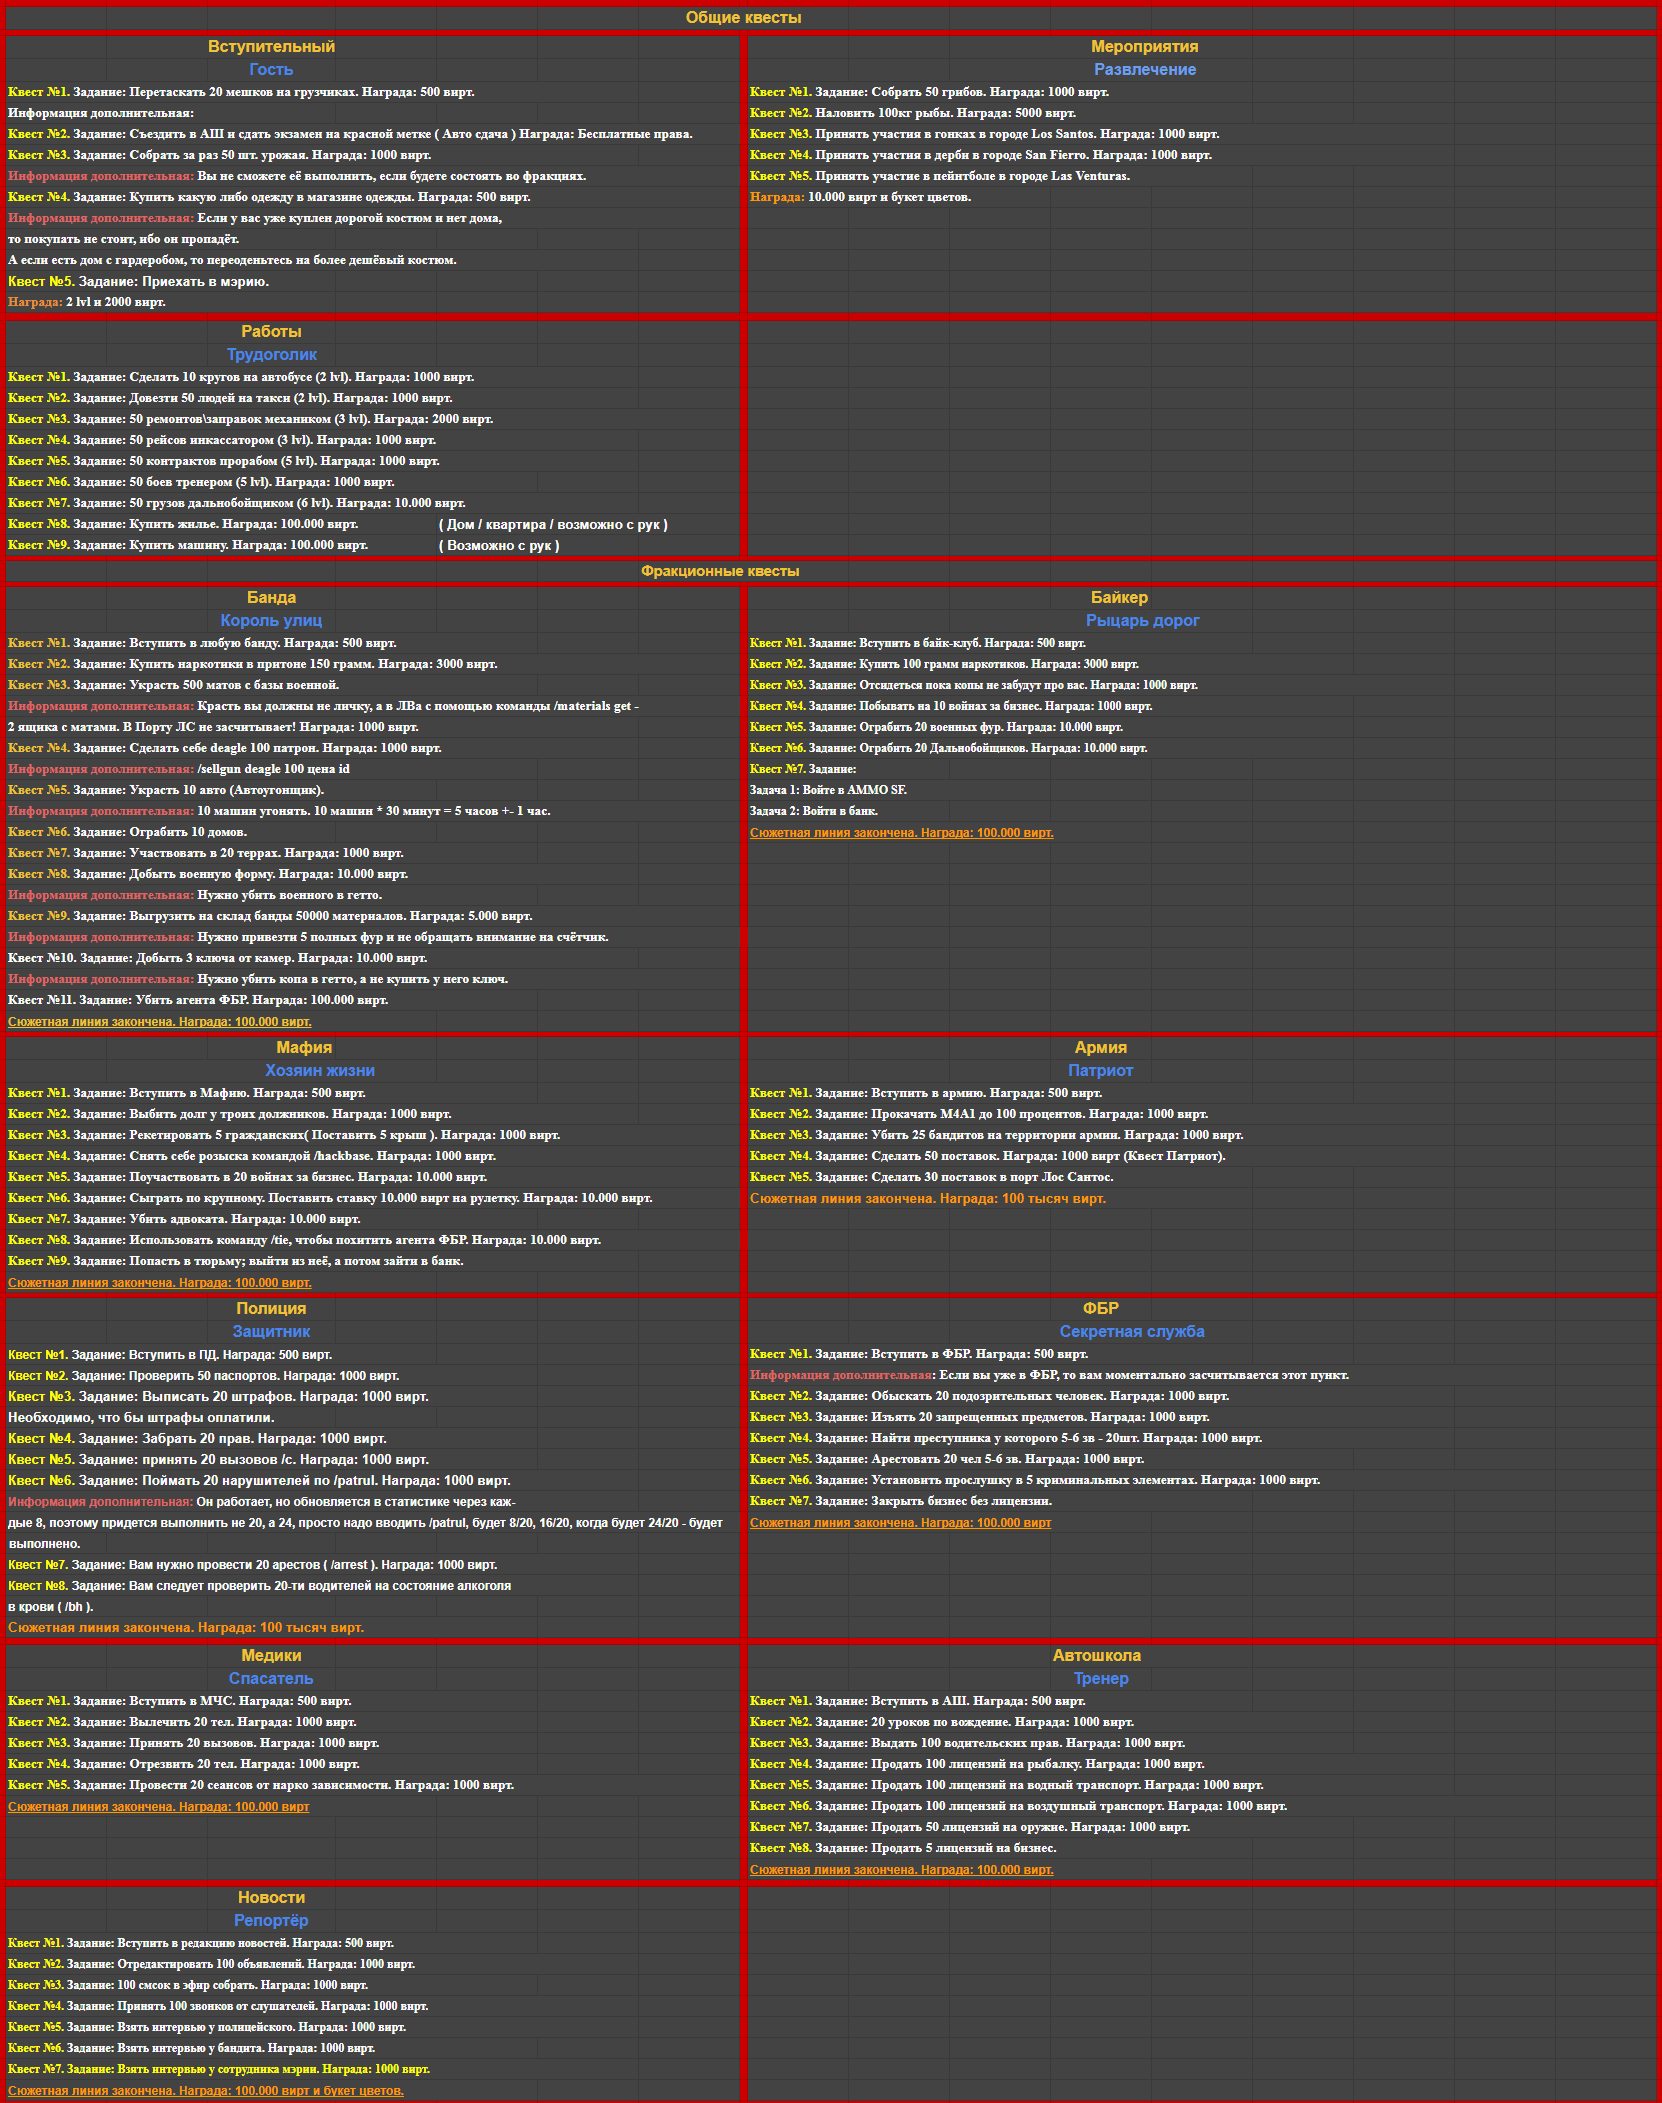 Общие квесты
Вступительный
Гость
Квест №1. Задание: Перетаскать 20 мешков на грузчиках. Награда: 500 вирт.
Информация дополнительная:
Квест №2. Задание: Съездить в АШ и сдать экзамен на красной метке ( Авто сдача ) Награда: Бесплатные права.
Квест №3. Задание: Собрать за раз 50 шт. урожая. Награда: 1000 вирт.
Информация дополнительная: Вы не сможете её выполнить, если будете состоять во фракциях.
Квест №4. Задание: Купить какую либо одежду в магазине одежды. Награда: 500 вирт.
Информация дополнительная: Если у вас уже куплен дорогой костюм и нет дома,
то покупать не стоит, ибо он пропадёт.
А если есть дом с гардеробом, то переоденьтесь на более дешёвый костюм.
Квест №5. Задание: Приехать в мэрию.
Награда: 2 lvl и 2000 вирт.
Мероприятия
Развлечение
Квест №1. Задание: Собрать 50 грибов. Награда: 1000 вирт.
Квест №2. Наловить 100кг рыбы. Награда: 5000 вирт.
Квест №3. Принять участия в гонках в городе Los Santos. Награда: 1000 вирт.
Квест №4. Принять участия в дерби в городе San Fierro. Награда: 1000 вирт.
Квест №5. Принять участие в пейнтболе в городе Las Venturas.
Награда: 10.000 вирт и букет цветов.
Работы
Трудоголик
Квест №1. Задание: Сделать 10 кругов на автобусе (2 lvl). Награда: 1000 вирт.
Квест №2. Задание: Довезти 50 людей на такси (2 lvl). Награда: 1000 вирт.
Квест №3. Задание: 50 ремонтов\заправок механиком (3 lvl). Награда: 2000 вирт.
Квест №4. Задание: 50 рейсов инкассатором (3 lvl). Награда: 1000 вирт.
Квест №5. Задание: 50 контрактов прорабом (5 lvl). Награда: 1000 вирт.
Квест №6. Задание: 50 боев тренером (5 lvl). Награда: 1000 вирт.
Квест №7. Задание: 50 грузов дальнобойщиком (6 lvl). Награда: 10.000 вирт.
Квест №8. Задание: Купить жилье. Награда: 100.000 вирт. ( Дом / квартира / возможно с рук )
Квест №9. Задание: Купить машину. Награда: 100.000 вирт. ( Возможно с рук )
Фракционные квесты
Банда
Король улиц
Квест №1. Задание: Вступить в любую банду. Награда: 500 вирт.
Квест №2. Задание: Купить наркотики в притоне 150 грамм. Награда: 3000 вирт.
Квест №3. Задание: Украсть 500 матов с базы военной.
Информация дополнительная: Красть вы должны не личку, а в ЛВа с помощью команды /materials get -
2 ящика с матами. В Порту ЛС не засчитывает! Награда: 1000 вирт.
Квест №4. Задание: Сделать себе deagle 100 патрон. Награда: 1000 вирт.
Информация дополнительная: /sellgun deagle 100 цена id
Квест №5. Задание: Украсть 10 авто (Автоугонщик).
Информация дополнительная: 10 машин угонять. 10 машин * 30 минут = 5 часов +- 1 час.
Квест №6. Задание: Ограбить 10 домов.
Квест №7. Задание: Участвовать в 20 террах. Награда: 1000 вирт.
Квест №8. Задание: Добыть военную форму. Награда: 10.000 вирт.
Информация дополнительная: Нужно убить военного в гетто.
Квест №9. Задание: Выгрузить на склад банды 50000 материалов. Награда: 5.000 вирт.
Информация дополнительная: Нужно привезти 5 полных фур и не обращать внимание на счётчик.
Квест №10. Задание: Добыть 3 ключа от камер. Награда: 10.000 вирт.
Информация дополнительная: Нужно убить копа в гетто, а не купить у него ключ.
Квест №11. Задание: Убить агента ФБР. Награда: 100.000 вирт.
Сюжетная линия закончена. Награда: 100.000 вирт.
Байкер
Рыцарь дорог
Квест №1. Задание: Вступить в байк-клуб. Награда: 500 вирт.
Квест №2. Задание: Купить 100 грамм наркотиков. Награда: 3000 вирт.
Квест №3. Задание: Отсидеться пока копы не забудут про вас. Награда: 1000 вирт.
Квест №4. Задание: Побывать на 10 войнах за бизнес. Награда: 1000 вирт.
Квест №5. Задание: Ограбить 20 военных фур. Награда: 10.000 вирт.
Квест №6. Задание: Ограбить 20 Дальнобойщиков. Награда: 10.000 вирт.
Квест №7. Задание:
Задача 1: Войте в AMMO SF.
Задача 2: Войти в банк.
Сюжетная линия закончена. Награда: 100.000 вирт.
Мафия
Хозяин жизни
Квест №1. Задание: Вступить в Мафию. Награда: 500 вирт.
Квест №2. Задание: Выбить долг у троих должников. Награда: 1000 вирт.
Квест №3. Задание: Рекетировать 5 гражданских( Поставить 5 крыш ). Награда: 1000 вирт.
Квест №4. Задание: Снять себе розыска командой /hackbase. Награда: 1000 вирт.
Квест №5. Задание: Поучаствовать в 20 войнах за бизнес. Награда: 10.000 вирт.
Квест №6. Задание: Сыграть по крупному. Поставить ставку 10.000 вирт на рулетку. Награда: 10.000 вирт.
Квест №7. Задание: Убить адвоката. Награда: 10.000 вирт.
Квест №8. Задание: Использовать команду /tie, чтобы похитить агента ФБР. Награда: 10.000 вирт.
Квест №9. Задание: Попасть в тюрьму; выйти из неё, а потом зайти в банк.
Сюжетная линия закончена. Награда: 100.000 вирт.
Армия
Патриот
Квест №1. Задание: Вступить в армию. Награда: 500 вирт.
Квест №2. Задание: Прокачать М4А1 до 100 процентов. Награда: 1000 вирт.
Квест №3. Задание: Убить 25 бандитов на территории армии. Награда: 1000 вирт.
Квест №4. Задание: Сделать 50 поставок. Награда: 1000 вирт (Квест Патриот).
Квест №5. Задание: Сделать 30 поставок в порт Лос Сантос.
Сюжетная линия закончена. Награда: 100 тысяч вирт.
Полиция
Защитник
Квест №1. Задание: Вступить в ПД. Награда: 500 вирт.
Квест №2. Задание: Проверить 50 паспортов. Награда: 1000 вирт.
Квест №3. Задание: Выписать 20 штрафов. Награда: 1000 вирт.
Необходимо, что бы штрафы оплатили.
Квест №4. Задание: Забрать 20 прав. Награда: 1000 вирт.
Квест №5. Задание: принять 20 вызовов /c. Награда: 1000 вирт.
Квест №6. Задание: Поймать 20 нарушителей по /patrul. Награда: 1000 вирт.
Информация дополнительная: Он работает, но обновляется в статистике через каж-
дые 8, поэтому придется выполнить не 20, а 24, просто надо вводить /patrul, будет 8/20, 16/20, когда будет 24/20 - будет
выполнено.
Квест №7. Задание: Вам нужно провести 20 арестов ( /arrest ). Награда: 1000 вирт.
Квест №8. Задание: Вам следует проверить 20-ти водителей на состояние алкоголя
в крови ( /bh ).
Сюжетная линия закончена. Награда: 100 тысяч вирт.
ФБР
Секретная служба
Квест №1. Задание: Вступить в ФБР. Награда: 500 вирт.
Информация дополнительная: Если вы уже в ФБР, то вам моментально засчитывается этот пункт.
Квест №2. Задание: Обыскать 20 подозрительных человек. Награда: 1000 вирт.
Квест №3. Задание: Изъять 20 запрещенных предметов. Награда: 1000 вирт.
Квест №4. Задание: Найти преступника у которого 5-6 зв - 20шт. Награда: 1000 вирт.
Квест №5. Задание: Арестовать 20 чел 5-6 зв. Награда: 1000 вирт.
Квест №6. Задание: Установить прослушку в 5 криминальных элементах. Награда: 1000 вирт.
Квест №7. Задание: Закрыть бизнес без лицензии.
Сюжетная линия закончена. Награда: 100.000 вирт
Медики
Спасатель
Квест №1. Задание: Вступить в МЧС. Награда: 500 вирт.
Квест №2. Задание: Вылечить 20 тел. Награда: 1000 вирт.
Квест №3. Задание: Принять 20 вызовов. Награда: 1000 вирт.
Квест №4. Задание: Отрезвить 20 тел. Награда: 1000 вирт.
Квест №5. Задание: Провести 20 сеансов от нарко зависимости. Награда: 1000 вирт.
Сюжетная линия закончена. Награда: 100.000 вирт
Автошкола
Тренер
Квест №1. Задание: Вступить в АШ. Награда: 500 вирт.
Квест №2. Задание: 20 уроков по вождение. Награда: 1000 вирт.
Квест №3. Задание: Выдать 100 водительских прав. Награда: 1000 вирт.
Квест №4. Задание: Продать 100 лицензий на рыбалку. Награда: 1000 вирт.
Квест №5. Задание: Продать 100 лицензий на водный транспорт. Награда: 1000 вирт.
Квест №6. Задание: Продать 100 лицензий на воздушный транспорт. Награда: 1000 вирт.
Квест №7. Задание: Продать 50 лицензий на оружие. Награда: 1000 вирт.
Квест №8. Задание: Продать 5 лицензий на бизнес.
Сюжетная линия закончена. Награда: 100.000 вирт.
Новости
Репортёр
Квест №1. Задание: Вступить в редакцию новостей. Награда: 500 вирт.
Квест №2. Задание: Отредактировать 100 объявлений. Награда: 1000 вирт.
Квест №3. Задание: 100 смсок в эфир собрать. Награда: 1000 вирт.
Квест №4. Задание: Принять 100 звонков от слушателей. Награда: 1000 вирт.
Квест №5. Задание: Взять интервью у полицейского. Награда: 1000 вирт.
Квест №6. Задание: Взять интервью у бандита. Награда: 1000 вирт.
Квест №7. Задание: Взять интервью у сотрудника мэрии. Награда: 1000 вирт.
Сюжетная линия закончена. Награда: 100.000 вирт и букет цветов.